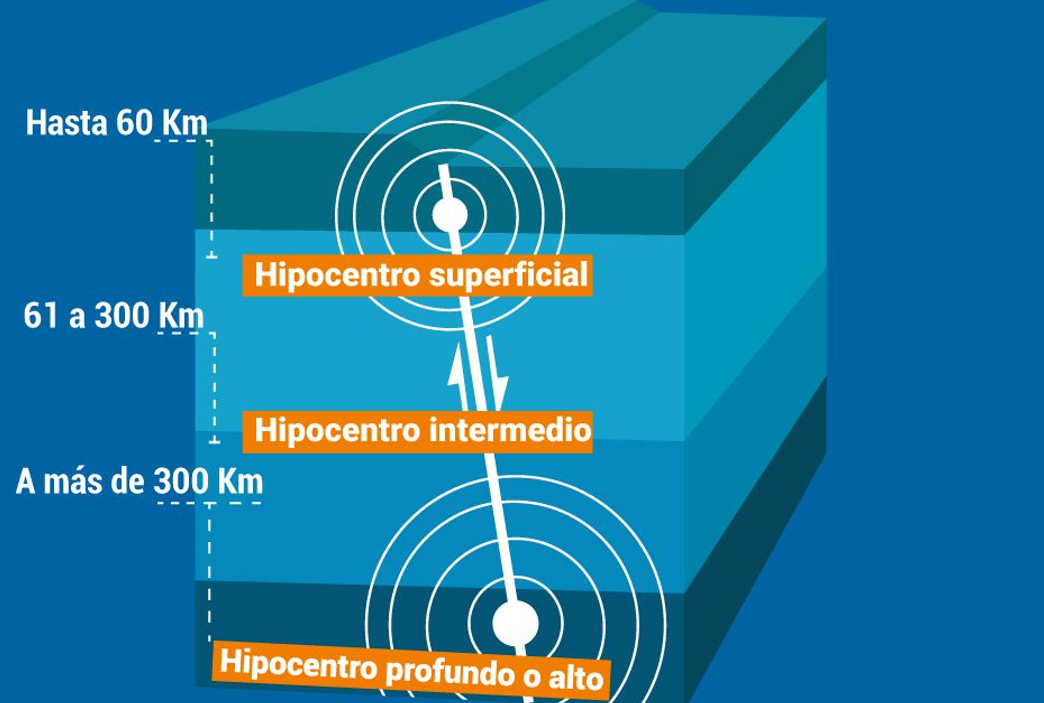 Hasta 60 Km
Hipocentro superficial
61 a 300 Km
Hipocentro intermedio
A más de 300 Km
Hipocentro profundo o alto